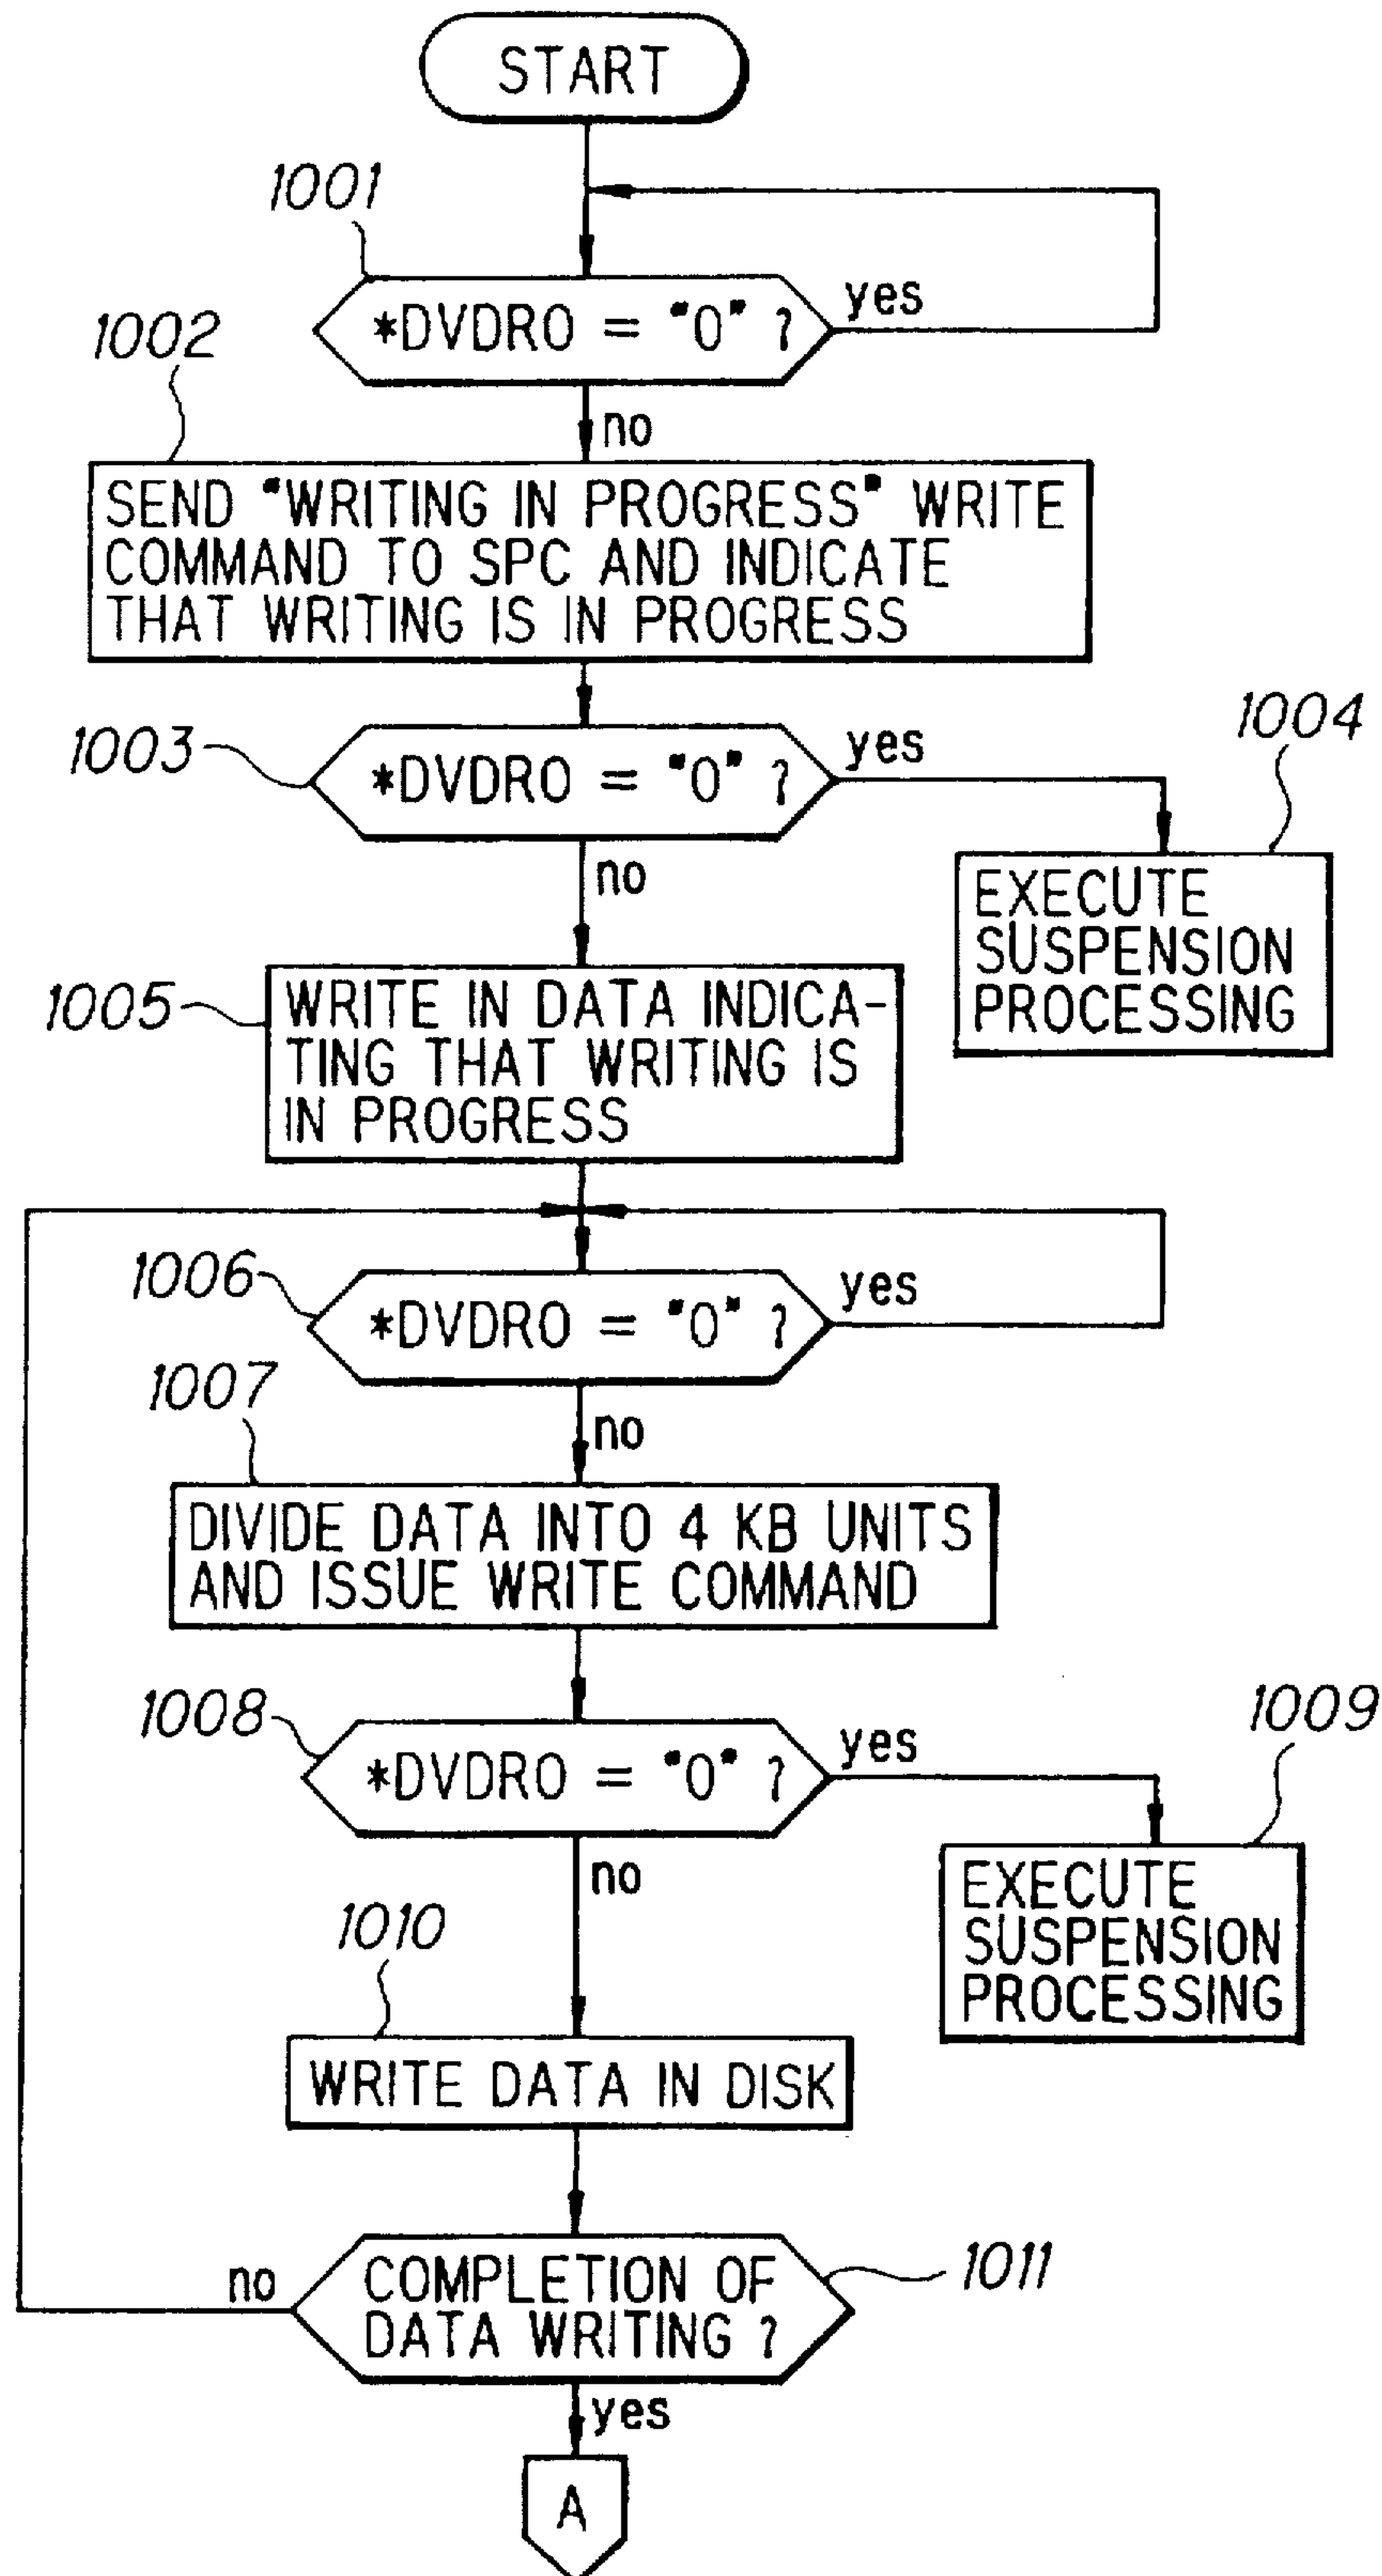 START
1001
*DVDRO = "0" ?
yes
1002
no
SEND "WRITING IN PROGRESS" WRITE
COMMAND TO SPC AND INDICATE
THAT WRITING IS IN PROGRESS
1003
*DVDRO = "0" ?
yes
1004
no
EXECUTE
SUSPENSION
PROCESSING
1005
WRITE IN DATA INDICA-
TING THAT WRITING IS
IN PROGRESS
1006
*DVDRO = "0" ?
yes
1007
no
DIVIDE DATA INTO 4 KB UNITS
AND ISSUE WRITE COMMAND
1008
*DVDRO = "0" ?
yes
1009
no
EXECUTE
SUSPENSION
PROCESSING
1010
WRITE DATA IN DISK
no
COMPLETION OF
DATA WRITING ?
1011
yes
A